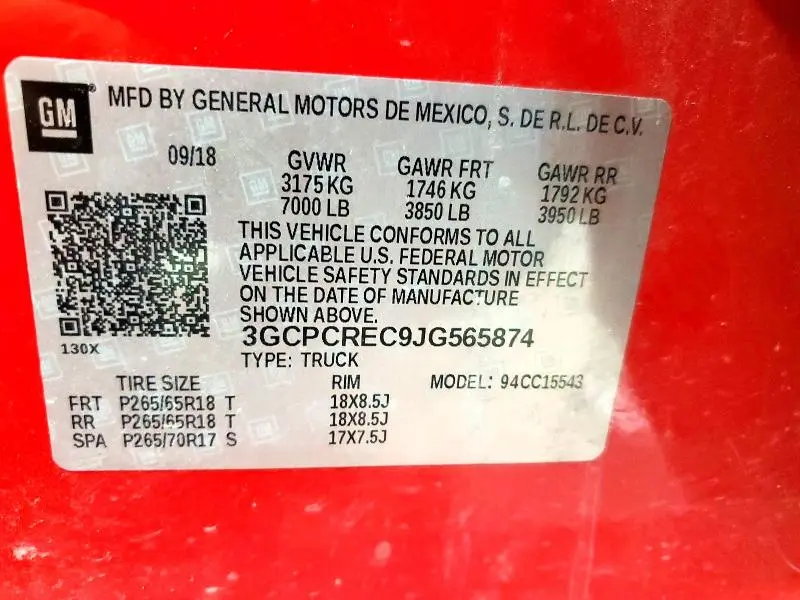 GM® MFD BY GENERAL MOTORS DE MEXICO, S. DE R.L. DE C.V.
09/18 GVWR GAWR FRT GAWR RR
3175 KG 1746 KG 1792 KG
7000 LB 3850 LB 3950 LB
THIS VEHICLE CONFORMS TO ALL
APPLICABLE U.S. FEDERAL MOTOR
VEHICLE SAFETY STANDARDS IN EFFECT
ON THE DATE OF MANUFACTURE
SHOWN ABOVE.
3GCPCREC9JG565874
130X
TYPE: TRUCK
TIRE SIZE RIM MODEL: 94CC15543
FRT P265/65R18 T 18X8.5J
RR P265/65R18 T 18X8.5J
SPA P265/70R17 S 17X7.5J